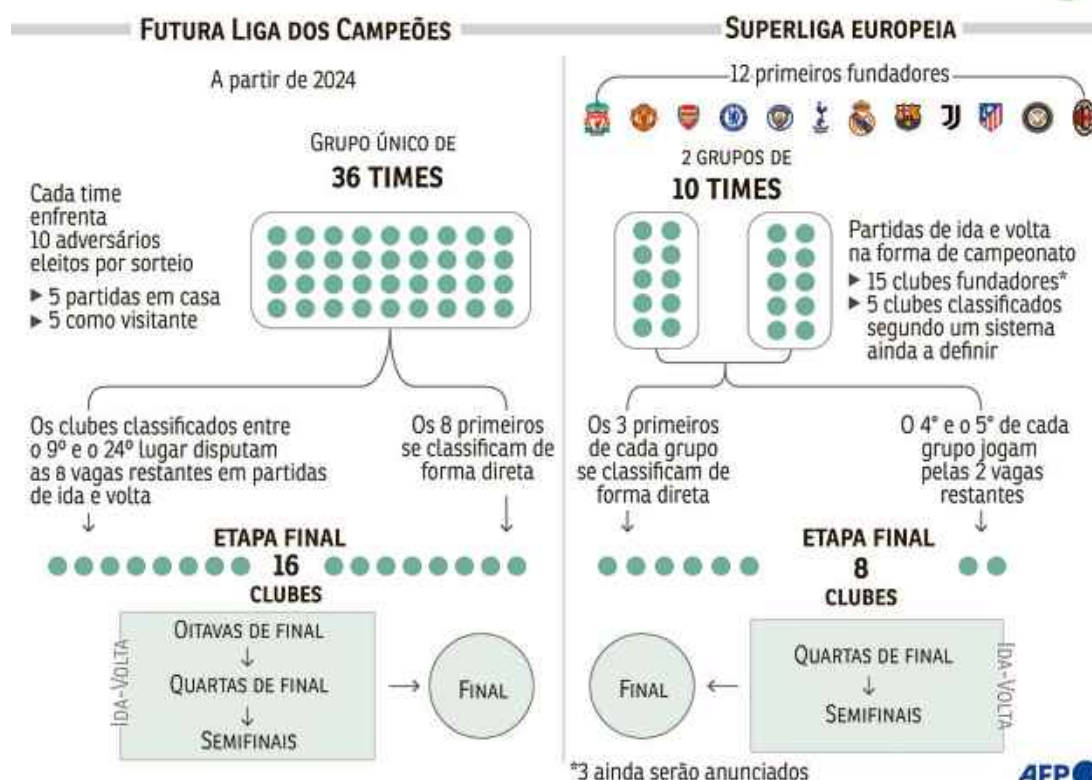 FUTURA LIGA DOS CAMPEÕES
A partir de 2024
GRUPO ÚNICO DE
36 TIMES
Cada time
enfrenta
10 adversários
eleitos por sorteio
▶ 5 partidas em casa
▶ 5 como visitante
Os clubes classificados entre
o 9º e o 24º lugar disputam
as 8 vagas restantes em partidas
de ida e volta
Os 8 primeiros
se classificam de
forma direta
ETAPA FINAL
16
CLUBES
IDA-VOLTA
OITAVAS DE FINAL
QUARTAS DE FINAL
SEMIFINAIS
FINAL
SUPERLIGA EUROPEIA
12 primeiros fundadores
2 GRUPOS DE
10 TIMES
Partidas de ida e volta
na forma de campeonato
▶ 15 clubes fundadores*
▶ 5 clubes classificados
segundo um sistema
ainda a definir
Os 3 primeiros
de cada grupo
se classificam de
forma direta
O 4° e o 5° de cada
grupo jogam
pelas 2 vagas
restantes
ETAPA FINAL
8
CLUBES
FINAL
QUARTAS DE FINAL
SEMIFINAIS
IDA-VOLTA
*3 ainda serão anunciados
AFP